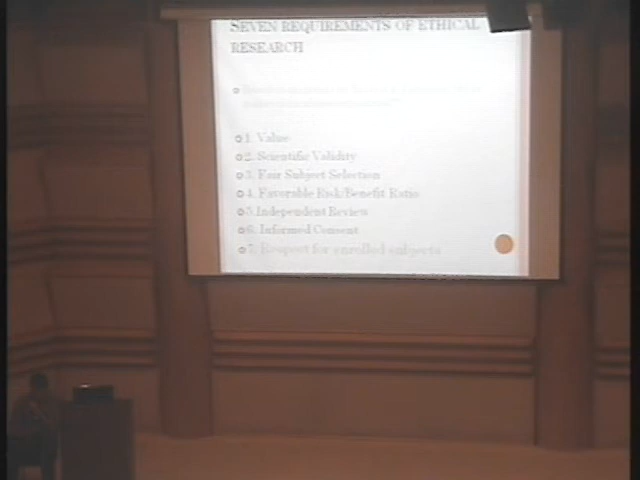 SEVEN REQUIREMENTS OF ETHICAL
RESEARCH
1. Value
2. Scientific Validity
3. Fair Subject Selection
4. Favorable Risk/Benefit Ratio
5.Independent Review
6. Informed Consent
7. Respect for enrolled subjects